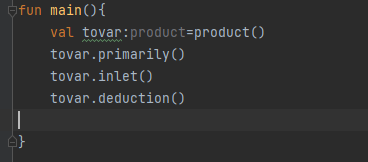 fun main(){
val tovar:product=product()
tovar.primarily()
tovar.inlet()
tovar.deduction()
}